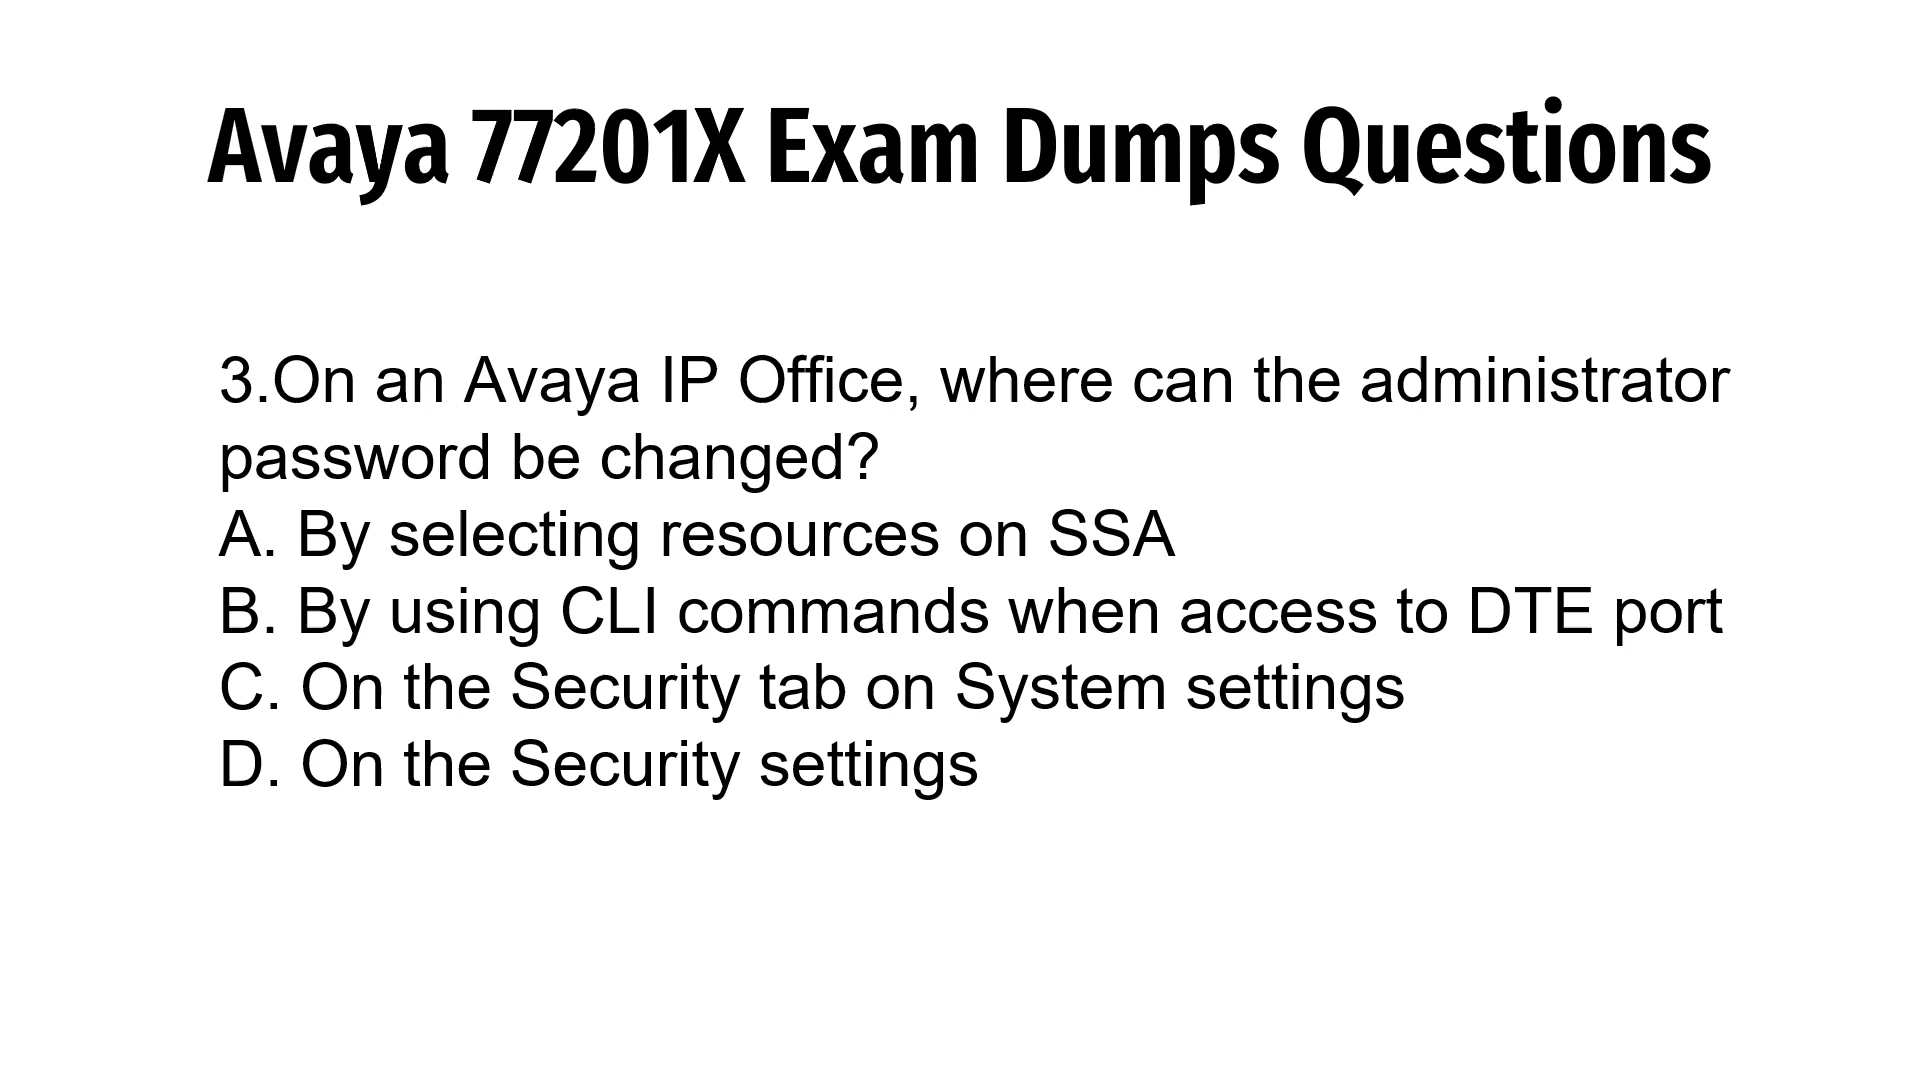 Avaya 77201X Exam Dumps Questions
3.On an Avaya IP Office, where can the administrator
password be changed?
A. By selecting resources on SSA
B. By using CLI commands when access to DTE port
C. On the Security tab on System settings
D. On the Security settings